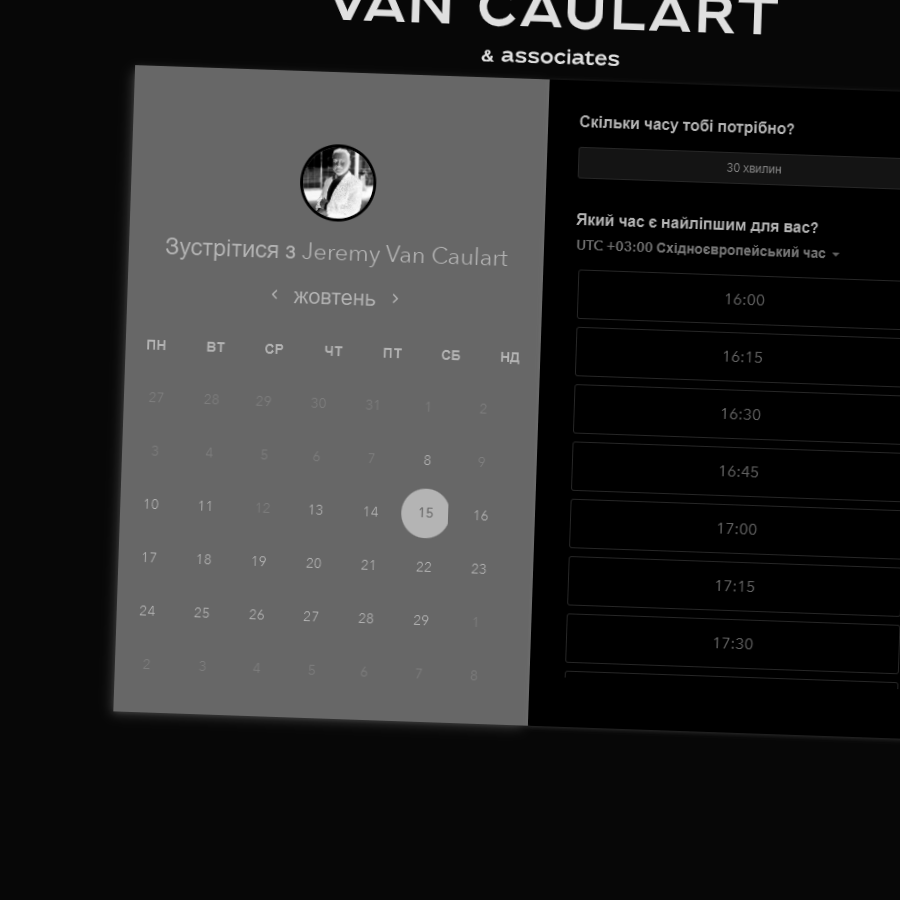 VAN CAULART
& associates
Зустрітися з Jeremy Van Caulart
жовтень
ПН ВТ СР ЧТ ПТ СБ НД
27 28 29 30 31 1 2
3 4 5 6 7 8 9
10 11 12 13 14 15 16
17 18 19 20 21 22 23
24 25 26 27 28 29 1
2 3 4 5 6 7 8
Скільки часу тобі потрібно?
30 хвилин
Який час є найліпшим для вас?
UTC +03:00 Східноєвропейський час
16:00
16:15
16:30
16:45
17:00
17:15
17:30